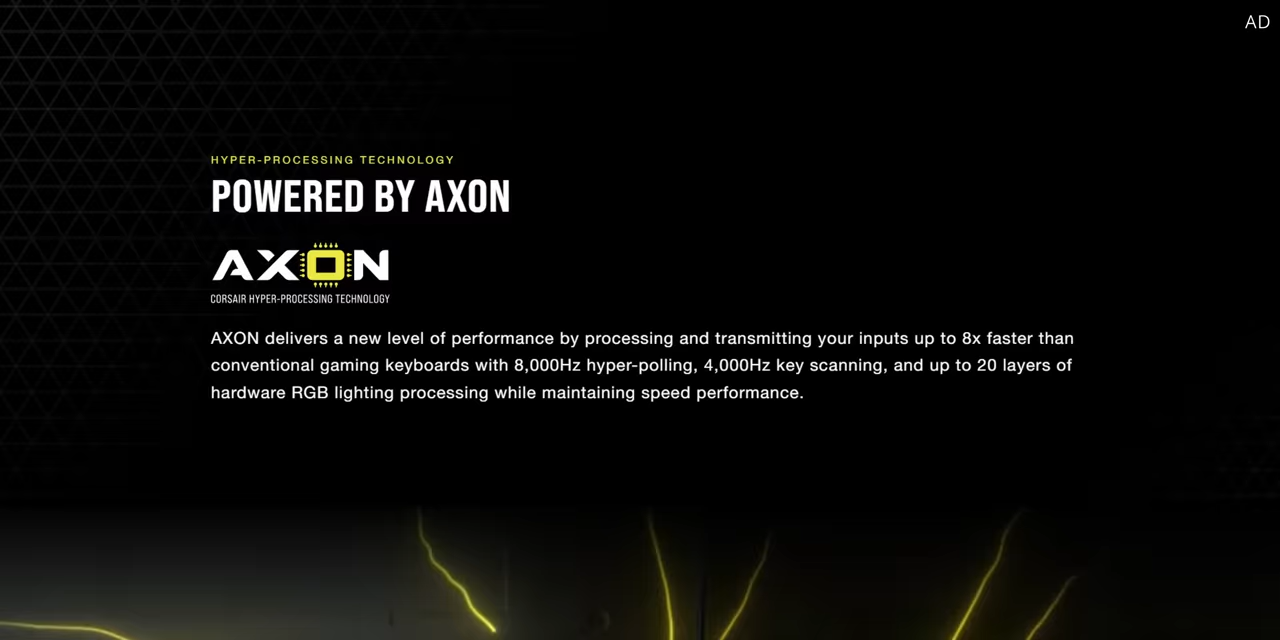 AD
HYPER-PROCESSING TECHNOLOGY
POWERED BY AXON
AXON
CORSAIR HYPER-PROCESSING TECHNOLOGY
AXON delivers a new level of performance by processing and transmitting your inputs up to 8x faster than
conventional gaming keyboards with 8,000Hz hyper-polling, 4,000Hz key scanning, and up to 20 layers of
hardware RGB lighting processing while maintaining speed performance.